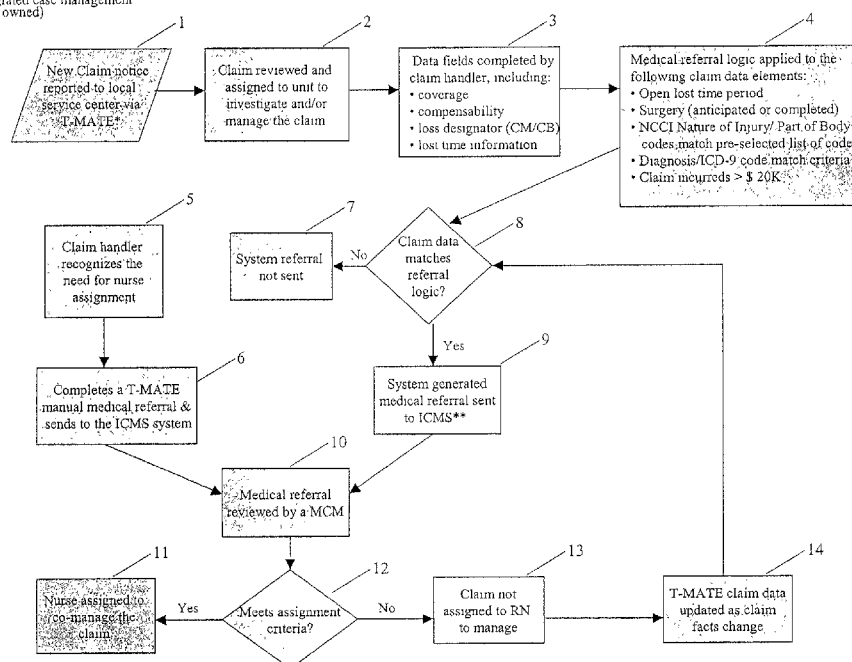 grated case management
owned)
1
New Claim notice
reported to local
service center via
T-MATE*
2
Claim reviewed and
assigned to unit to
investigate and/or
manage the claim
3
Data fields completed by
claim handler, including:
• coverage
• compensability
• loss designator (CM/CB)
• lost time information
4
Medical referral logic applied to the
following claim data elements:
• Open lost time period
• Surgery (anticipated or completed)
• NCCI Nature of Injury/ Part of Body
codes match pre-selected list of code
• Diagnosis/ICD-9 code match criteria
• Claim incurreds > $ 20K
5
Claim handler
recognizes the
need for nurse
assignment
6
Completes a T-MATE
manual medical referral &
sends to the ICMS system
7
System referral
not sent
No
8
Claim data
matches
referral
logic?
Yes
9
System generated
medical referral sent
to ICMS**
10
Medical referral
reviewed by a MCM
11
Nurse assigned to
co-manage the
claim
Yes
12
Meets assignment
criteria?
No
13
Claim not
assigned to RN
to manage
14
T-MATE claim data
updated as claim
facts change